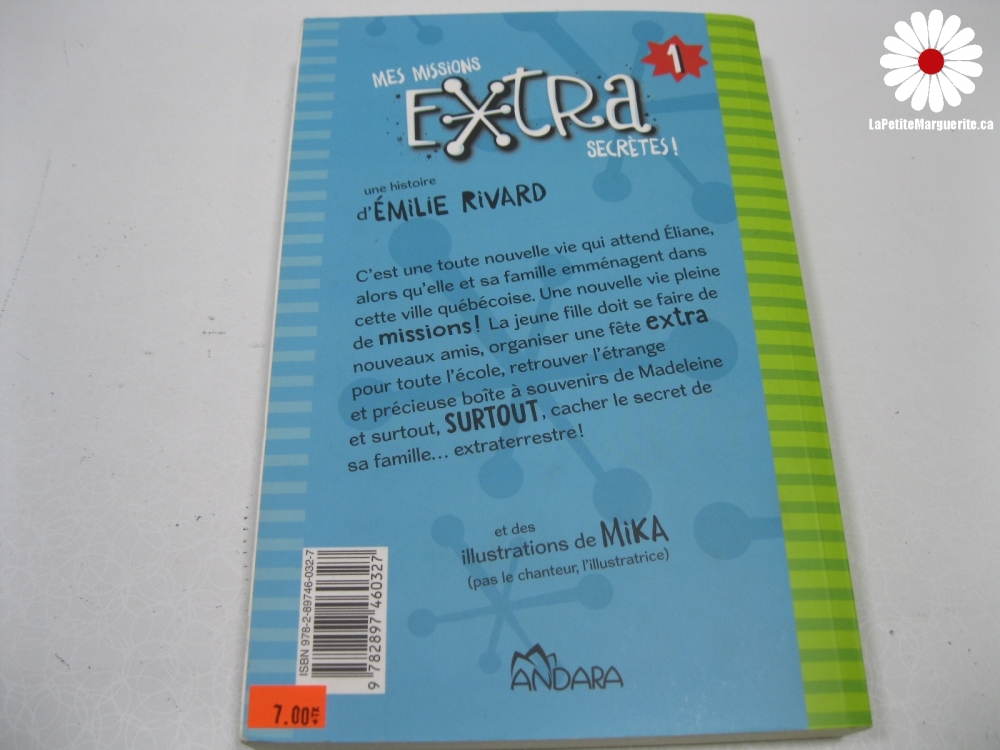 MES MISSIONS
EXTRA
SECRÈTES!
1
LaPetiteMarguerite.ca
une histoire
d'ÉMILIE RIVARD
C'est une toute nouvelle vie qui attend Éliane,
alors qu'elle et sa famille emménagent dans
cette ville québécoise. Une nouvelle vie pleine
de missions! La jeune fille doit se faire de
nouveaux amis, organiser une fête extra
pour toute l'école, retrouver l'étrange
et précieuse boîte à souvenirs de Madeleine
et surtout, SURTOUT, cacher le secret de
sa famille... extraterrestre!
et des
illustrations de MIKA
(pas le chanteur, l'illustratrice)
ISBN 978-2-89746-032-7
9 782897 460327
ANDARA
7.00 +TX